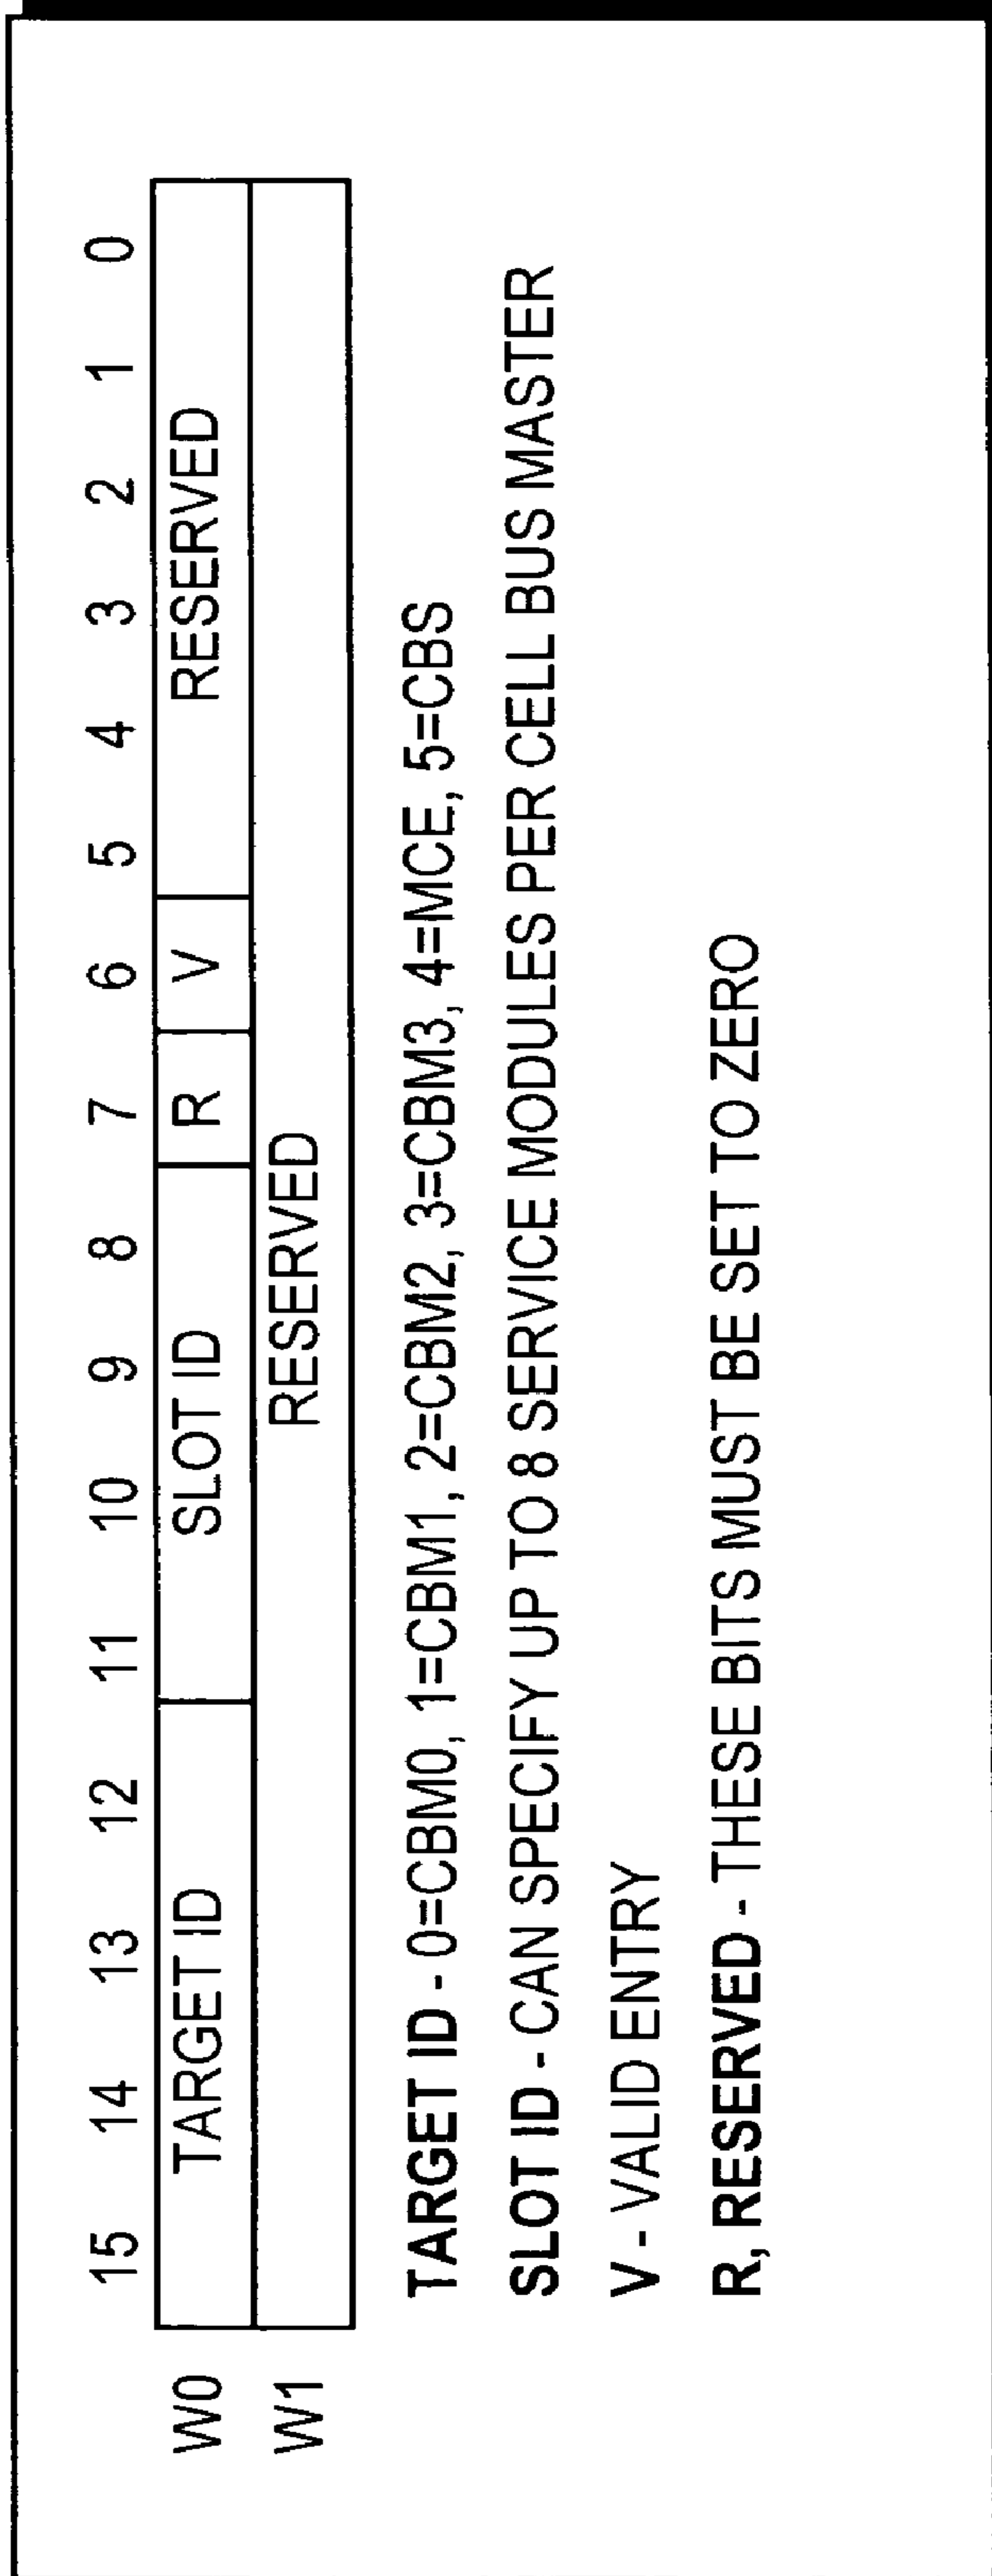 15 14 13 12 11 10 9 8 7 6 5 4 3 2 1 0
W0 TARGET ID SLOT ID R V RESERVED
W1 RESERVED
TARGET ID - 0=CBM0, 1=CBM1, 2=CBM2, 3=CBM3, 4=MCE, 5=CBS
SLOT ID - CAN SPECIFY UP TO 8 SERVICE MODULES PER CELL BUS MASTER
V - VALID ENTRY
R, RESERVED - THESE BITS MUST BE SET TO ZERO